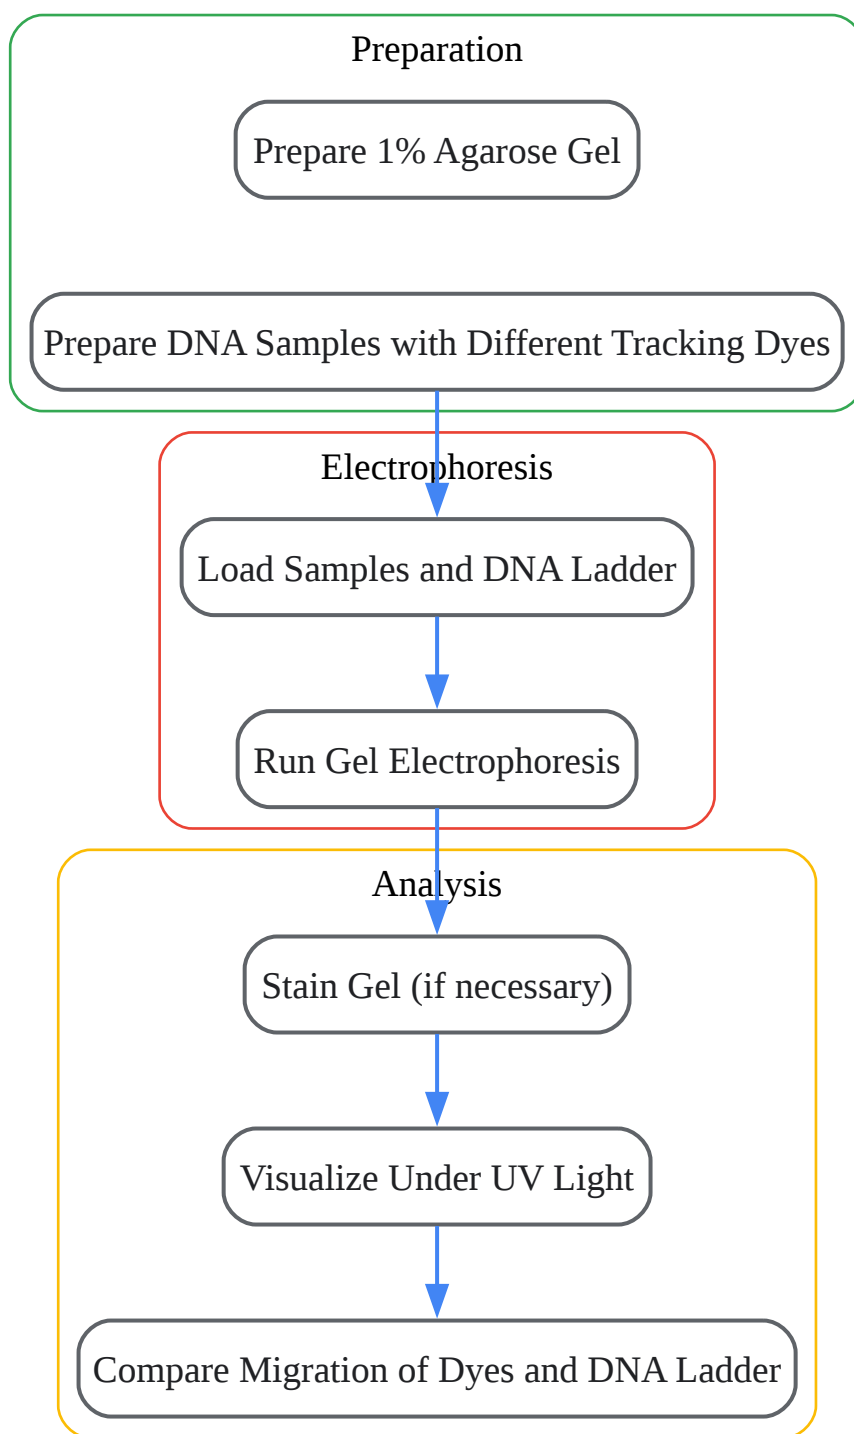 Preparation
Prepare 1% Agarose Gel
Prepare DNA Samples with Different Tracking Dyes
Electrophoresis
Load Samples and DNA Ladder
Run Gel Electrophoresis
Analysis
Stain Gel (if necessary)
Visualize Under UV Light
Compare Migration of Dyes and DNA Ladder